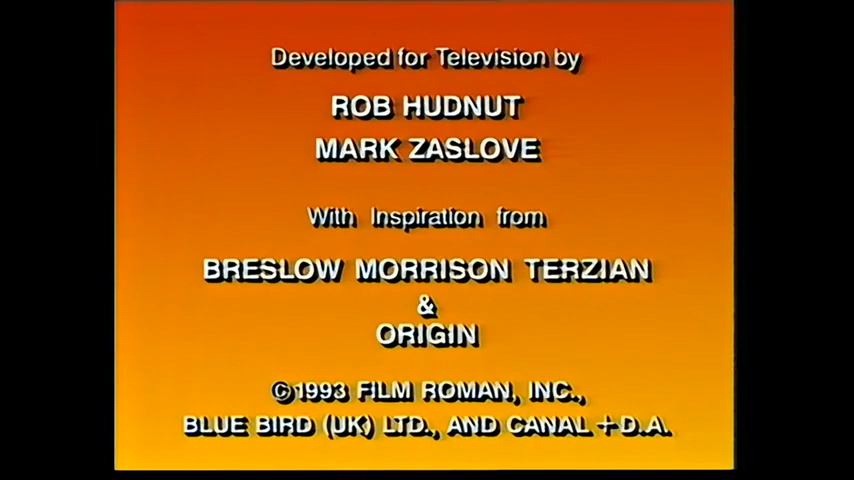 Developed for Television by
ROB HUDNUT
MARK ZASLOVE
With Inspiration from
BRESLOW MORRISON TERZIAN
&
ORIGIN
©1993 FILM ROMAN, INC.,
BLUE BIRD (UK) LTD., AND CANAL + D.A.